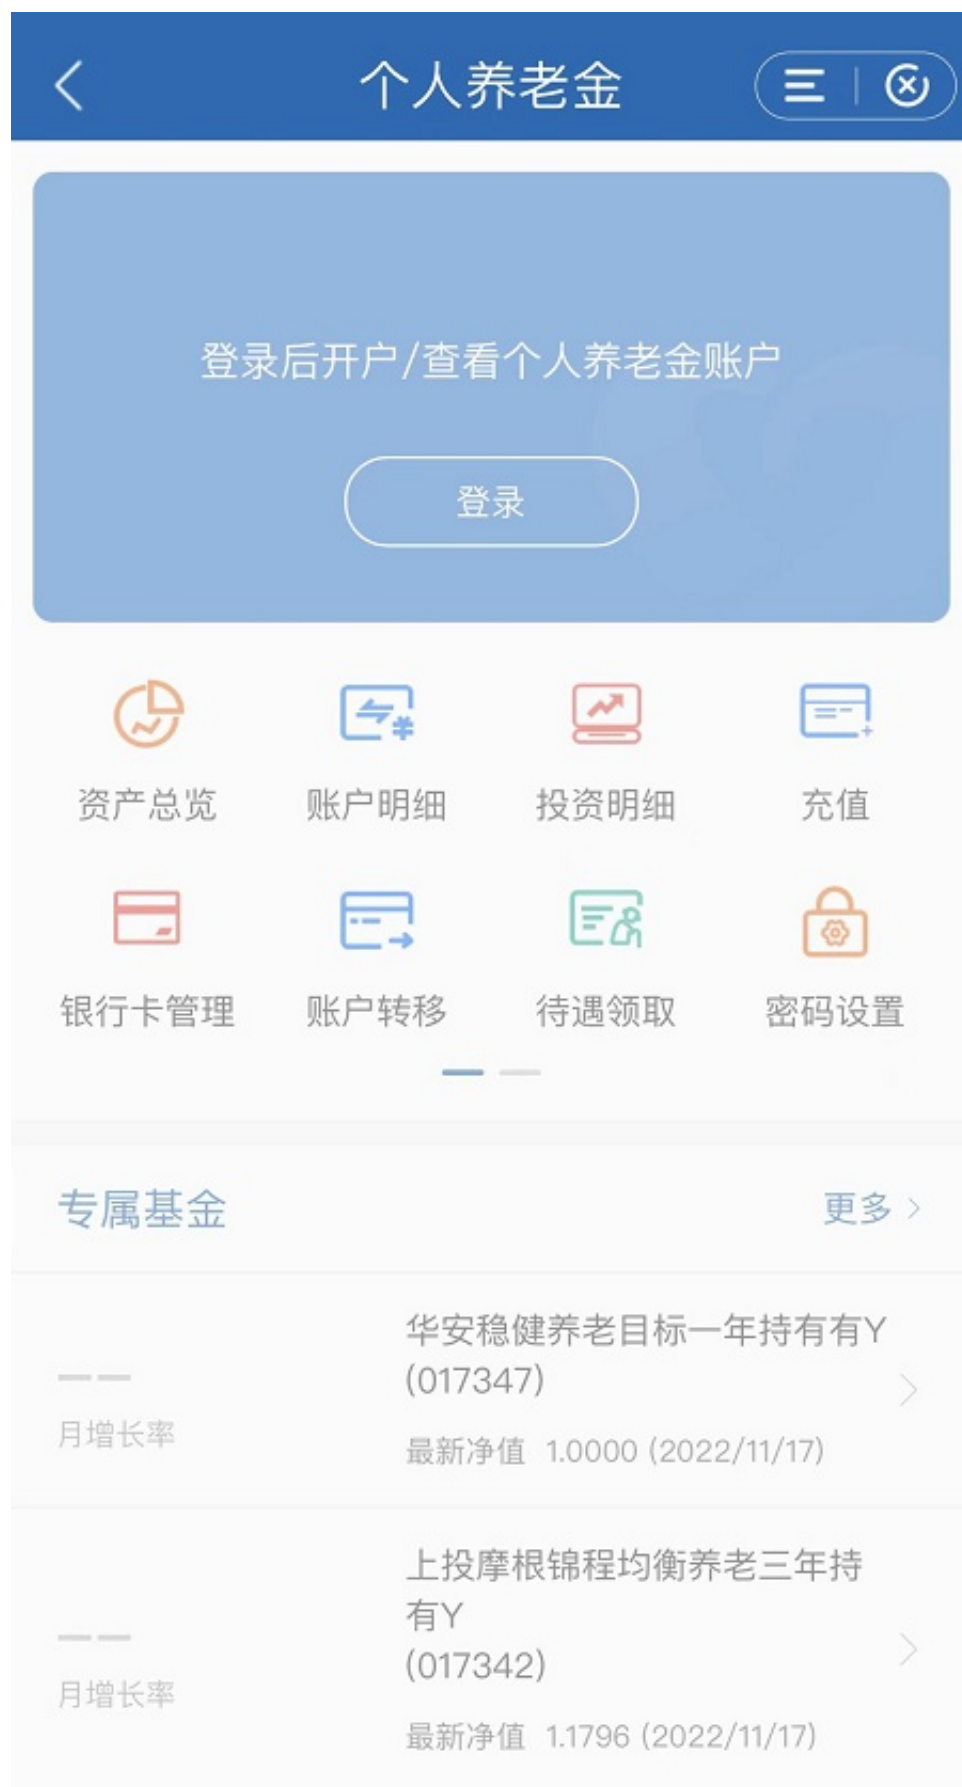 个人养老金
登录后开户/查看个人养老金账户
登录
资产总览 账户明细 投资明细 充值
银行卡管理 账户转移 待遇领取 密码设置
专属基金 更多
华安稳健养老目标一年持有有Y
(017347)
月增长率
最新净值 1.0000 (2022/11/17)
上投摩根锦程均衡养老三年持
有Y
(017342)
月增长率
最新净值 1.1796 (2022/11/17)